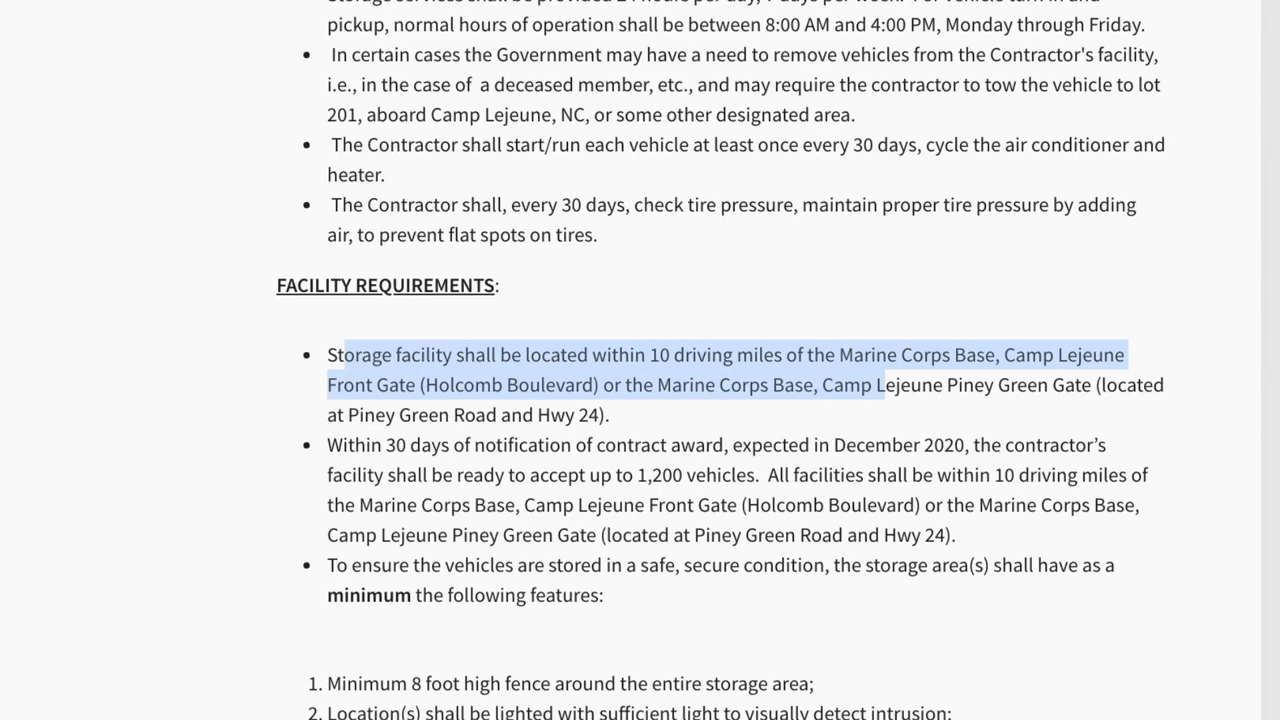 pickup, normal hours of operation shall be between 8:00 AM and 4:00 PM, Monday through Friday.
• In certain cases the Government may have a need to remove vehicles from the Contractor's facility,
i.e., in the case of a deceased member, etc., and may require the contractor to tow the vehicle to lot
201, aboard Camp Lejeune, NC, or some other designated area.
• The Contractor shall start/run each vehicle at least once every 30 days, cycle the air conditioner and
heater.
• The Contractor shall, every 30 days, check tire pressure, maintain proper tire pressure by adding
air, to prevent flat spots on tires.
FACILITY REQUIREMENTS:
• Storage facility shall be located within 10 driving miles of the Marine Corps Base, Camp Lejeune
Front Gate (Holcomb Boulevard) or the Marine Corps Base, Camp Lejeune Piney Green Gate (located
at Piney Green Road and Hwy 24).
• Within 30 days of notification of contract award, expected in December 2020, the contractor’s
facility shall be ready to accept up to 1,200 vehicles. All facilities shall be within 10 driving miles of
the Marine Corps Base, Camp Lejeune Front Gate (Holcomb Boulevard) or the Marine Corps Base,
Camp Lejeune Piney Green Gate (located at Piney Green Road and Hwy 24).
• To ensure the vehicles are stored in a safe, secure condition, the storage area(s) shall have as a
minimum the following features:
1. Minimum 8 foot high fence around the entire storage area;
2. Location(s) shall be lighted with sufficient light to visually detect intrusion;